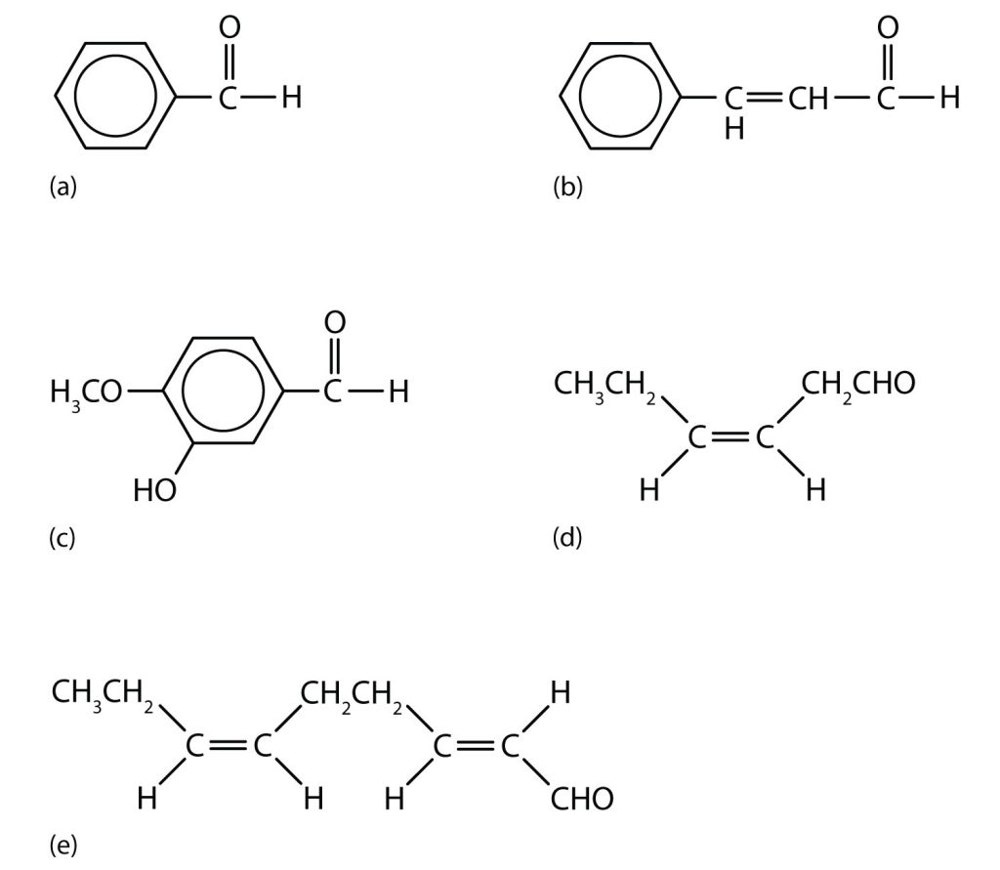 O
C—H
(a)
O
C=CH—C—H
H
(b)
O
H₃CO C—H
HO
(c)
CH₃CH₂ CH₂CHO
C=C
H H
(d)
CH₃CH₂ CH₂CH₂ H
C=C C=C
H H H CHO
(e)